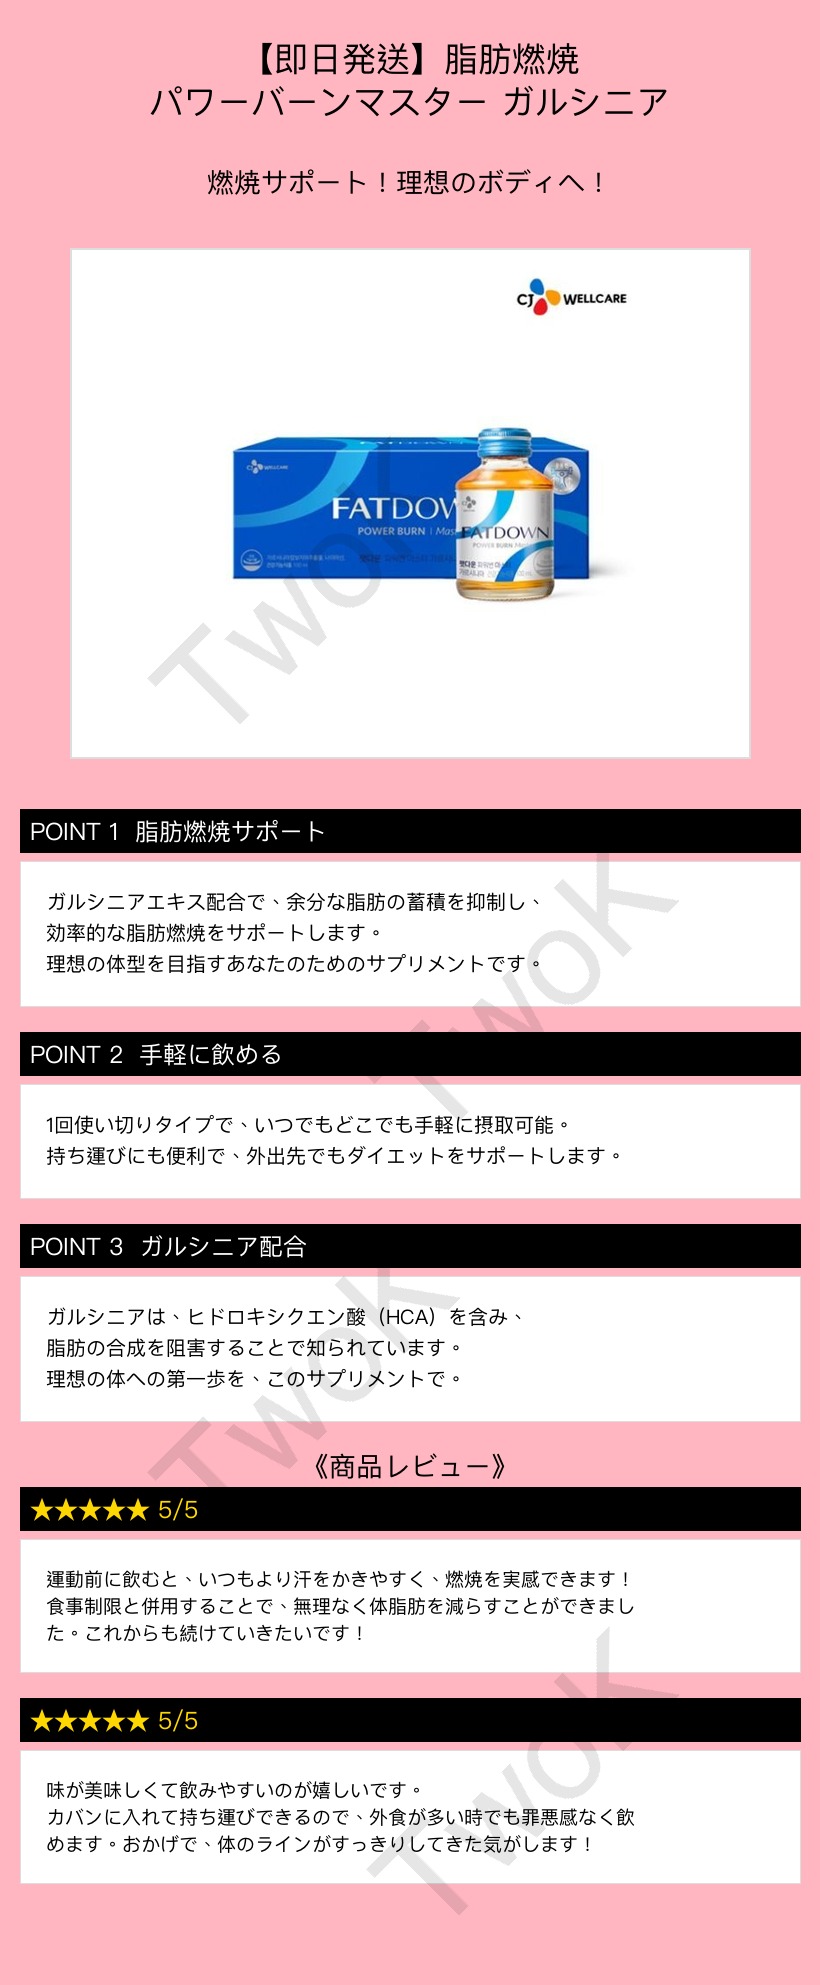 【即日発送】脂肪燃焼
パワーバーンマスター ガルシニア
燃焼サポート！理想のボディへ！
CJ WELLCARE
FATDOWN
WELLCARE
FATDOW
POWER BURN | Mas
FATDOWN
POWER BURN
팻다운 파워번 마스터
가르시니아
TwoK
POINT 1 脂肪燃焼サポート
ガルシニアエキス配合で、余分な脂肪の蓄積を抑制し、
効率的な脂肪燃焼をサポートします。
理想の体型を目指すあなたのためのサプリメントです。
TwoK
POINT 2 手軽に飲める
1回使い切りタイプで、いつでもどこでも手軽に摂取可能。
持ち運びにも便利で、外出先でもダイエットをサポートします。
POINT 3 ガルシニア配合
ガルシニアは、ヒドロキシクエン酸（HCA）を含み、
脂肪の合成を阻害することで知られています。
理想の体への第一歩を、このサプリメントで。
TwoK
《商品レビュー》
★★★★★ 5/5
運動前に飲むと、いつもより汗をかきやすく、燃焼を実感できます！
食事制限と併用することで、無理なく体脂肪を減らすことができまし
た。これからも続けていきたいです！
★★★★★ 5/5
味が美味しくて飲みやすいのが嬉しいです。
カバンに入れて持ち運びできるので、外食が多い時でも罪悪感なく飲
めます。おかげで、体のラインがすっきりしてきた気がします！
TwoK